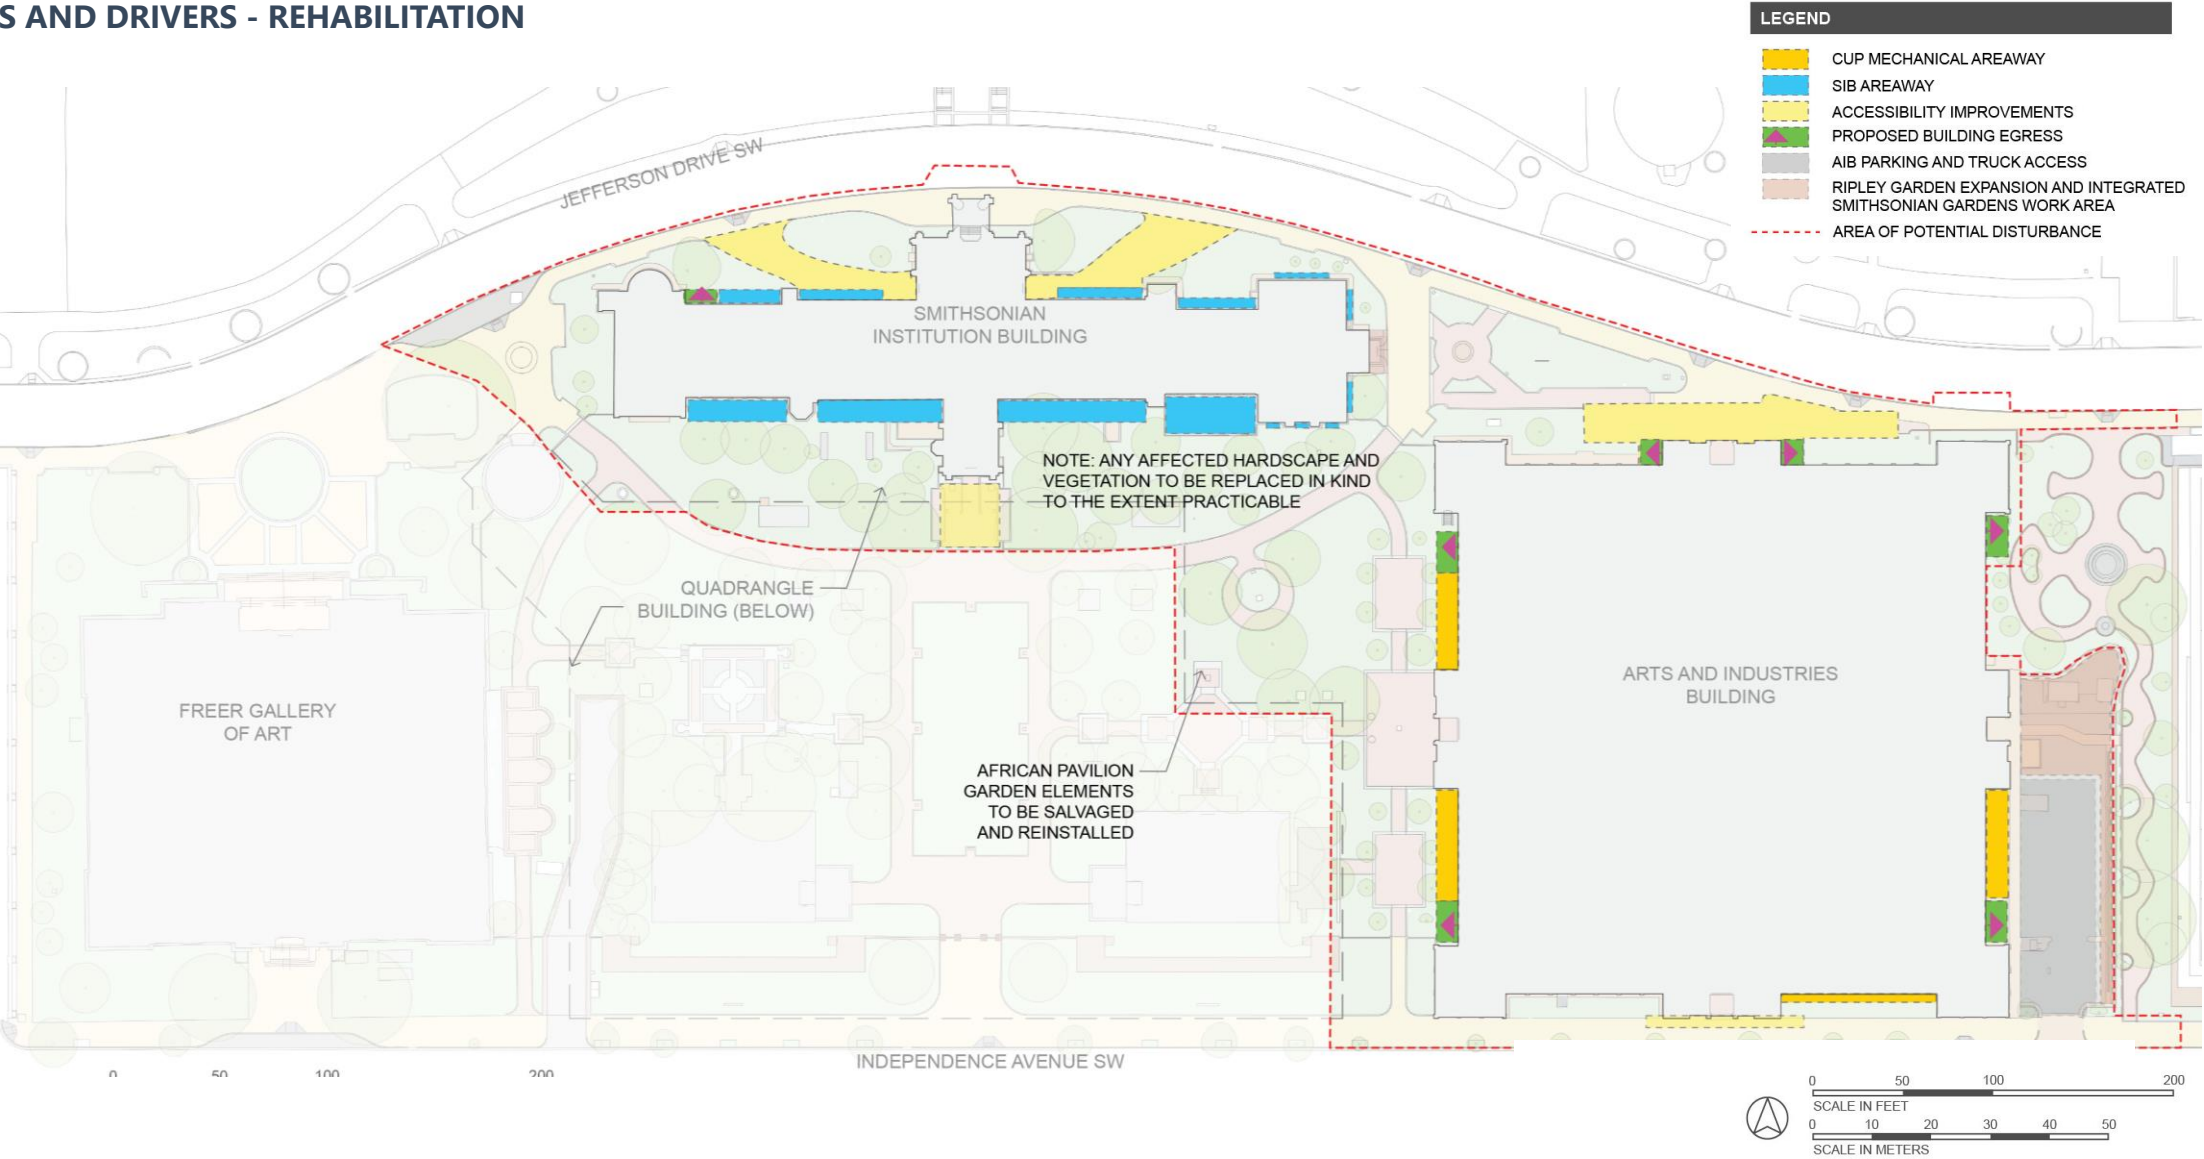 S AND DRIVERS - REHABILITATION
LEGEND
CUP MECHANICAL AREAWAY
SIB AREAWAY
ACCESSIBILITY IMPROVEMENTS
PROPOSED BUILDING EGRESS
AIB PARKING AND TRUCK ACCESS
RIPLEY GARDEN EXPANSION AND INTEGRATED
SMITHSONIAN GARDENS WORK AREA
AREA OF POTENTIAL DISTURBANCE
JEFFERSON DRIVE SW
SMITHSONIAN
INSTITUTION BUILDING
NOTE: ANY AFFECTED HARDSCAPE AND
VEGETATION TO BE REPLACED IN KIND
TO THE EXTENT PRACTICABLE
QUADRANGLE
BUILDING (BELOW)
FREER GALLERY
OF ART
ARTS AND INDUSTRIES
BUILDING
AFRICAN PAVILION
GARDEN ELEMENTS
TO BE SALVAGED
AND REINSTALLED
INDEPENDENCE AVENUE SW
0 50 100 200
0 50 100 200
SCALE IN FEET
0 10 20 30 40 50
SCALE IN METERS